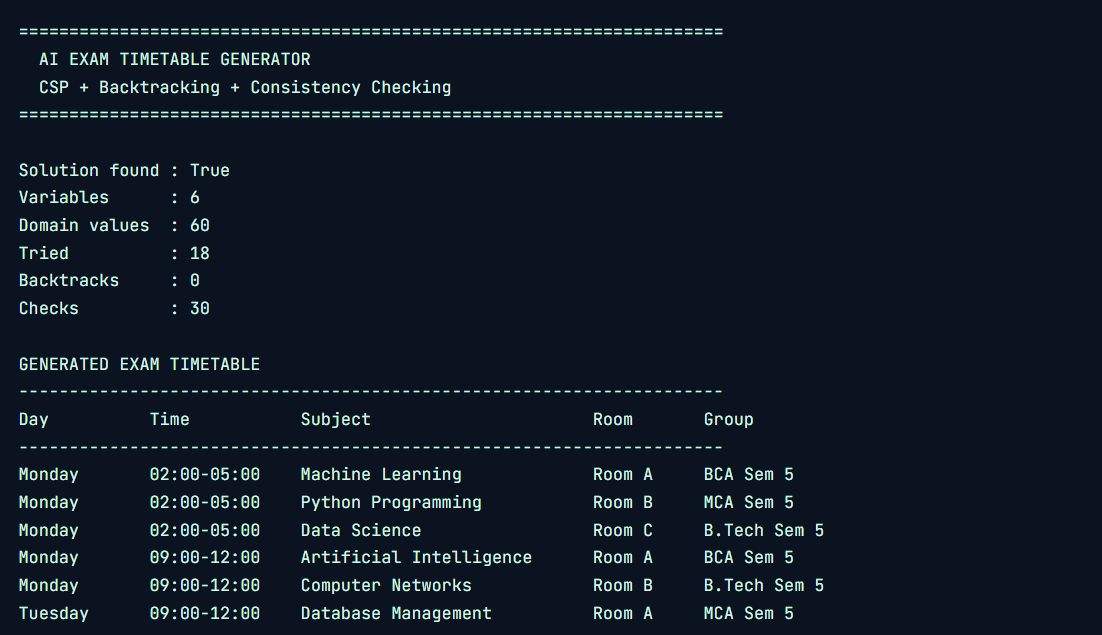 ======================================================================
  AI EXAM TIMETABLE GENERATOR
  CSP + Backtracking + Consistency Checking
======================================================================
Solution found : True
Variables      : 6
Domain values  : 60
Tried          : 18
Backtracks     : 0
Checks         : 30
GENERATED EXAM TIMETABLE
----------------------------------------------------------------------
Day          Time           Subject                      Room       Group
----------------------------------------------------------------------
Monday       02:00-05:00    Machine Learning             Room A     BCA Sem 5
Monday       02:00-05:00    Python Programming           Room B     MCA Sem 5
Monday       02:00-05:00    Data Science                 Room C     B.Tech Sem 5
Monday       09:00-12:00    Artificial Intelligence      Room A     BCA Sem 5
Monday       09:00-12:00    Computer Networks            Room B     B.Tech Sem 5
Tuesday      09:00-12:00    Database Management          Room A     MCA Sem 5